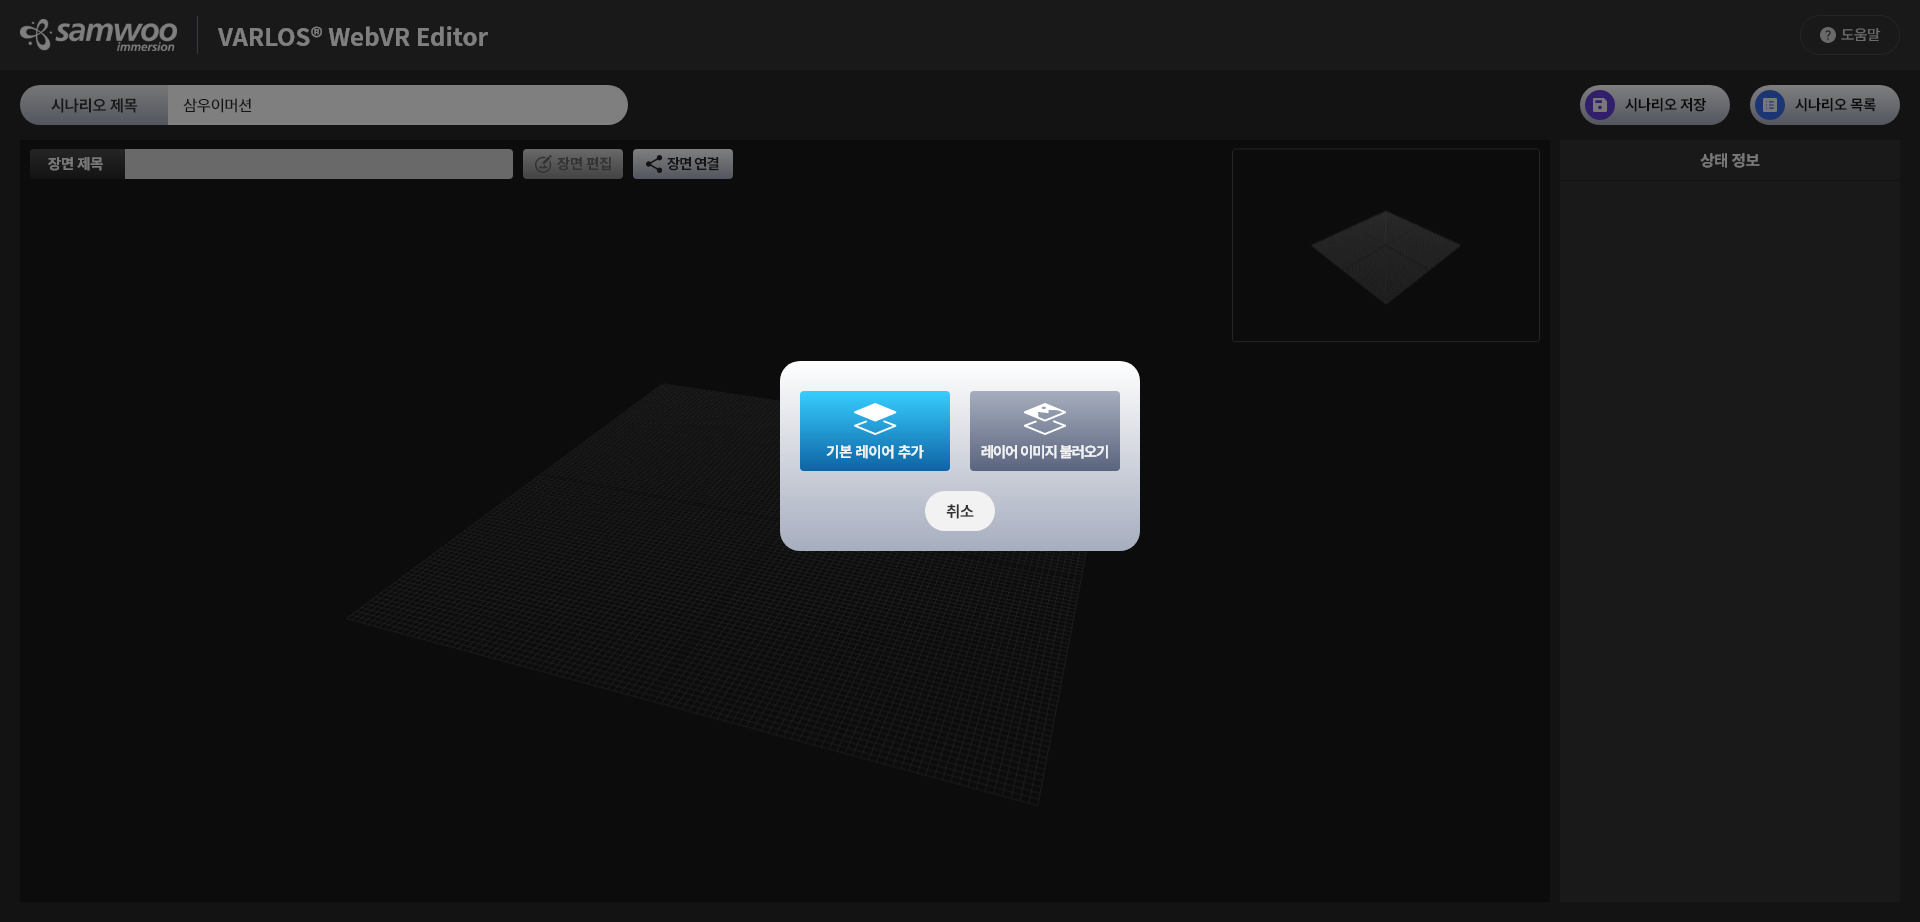 samwoo
immersion
VARLOS® WebVR Editor
도움말
시나리오 제목
삼우이머션
시나리오 저장
시나리오 목록
장면 제목
장면 편집
장면 연결
상태 정보
기본 레이어 추가
레이어 이미지 불러오기
취소